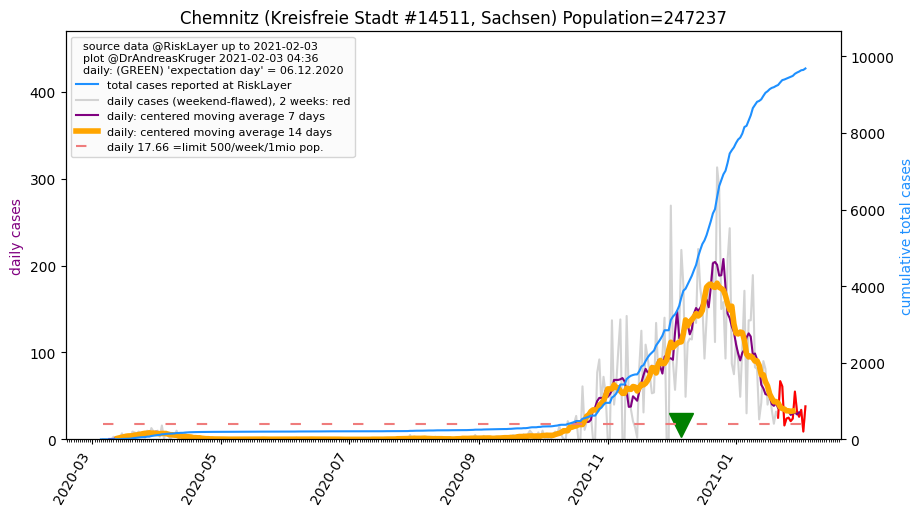 Chemnitz (Kreisfreie Stadt #14511, Sachsen) Population=247237
source data @RiskLayer up to 2021-02-03
plot @DrAndreasKruger 2021-02-03 04:36
daily: (GREEN) 'expectation day' = 06.12.2020
total cases reported at RiskLayer
daily cases (weekend-flawed), 2 weeks: red
daily: centered moving average 7 days
daily: centered moving average 14 days
daily 17.66 =limit 500/week/1mio pop.
daily cases
400
300
200
100
0
cumulative total cases
10000
8000
6000
4000
2000
0
2020-03
2020-05
2020-07
2020-09
2020-11
2021-01